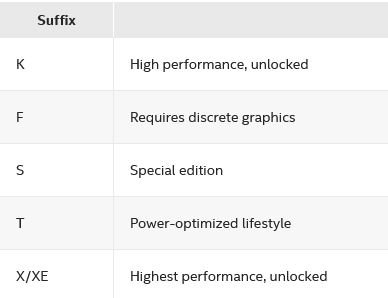 Suffix
K High performance, unlocked
F Requires discrete graphics
S Special edition
T Power-optimized lifestyle
X/XE Highest performance, unlocked